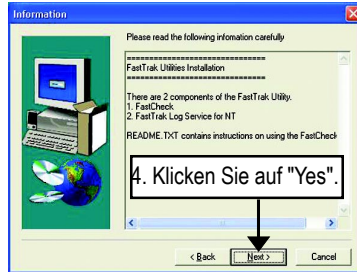 Information
Please read the following infomation carefully
==============================
FastTrak Utilities Installation
==============================
There are 2 components of the FastTrak Utility.
1. FastCheck
2. FastTrak Log Service for NT
README.TXT contains instructions on using the FastCheck
4. Klicken Sie auf "Yes".
< Back
Next >
Cancel